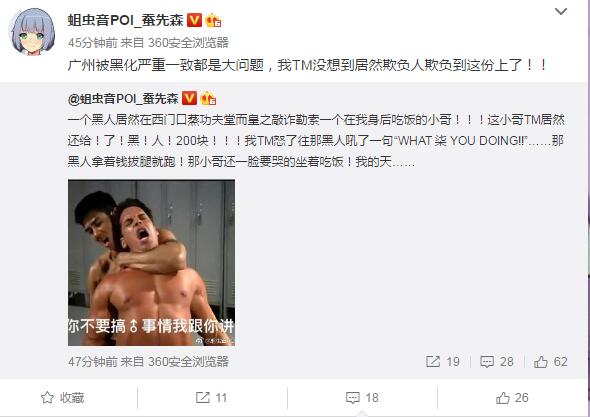 蛆虫音POI_蚕先森
45分钟前 来自 360安全浏览器
广州被黑化严重一致都是大问题，我TM没想到居然欺负人欺负到这份上了！！
@蛆虫音POI_蚕先森
一个黑人居然在西门口蒸功夫堂而皇之敲诈勒索一个在我身后吃饭的小哥！！！这小哥TM居然
还给！了！黑！人！200块！！！我TM怒了往那黑人吼了一句“WHAT 柒 YOU DOING!!”……那
黑人拿着钱拔腿就跑！那小哥还一脸要哭的坐着吃饭！我的天……
你不要搞♂事情我跟你讲
47分钟前 来自 360安全浏览器
19
28
62
收藏
11
18
26